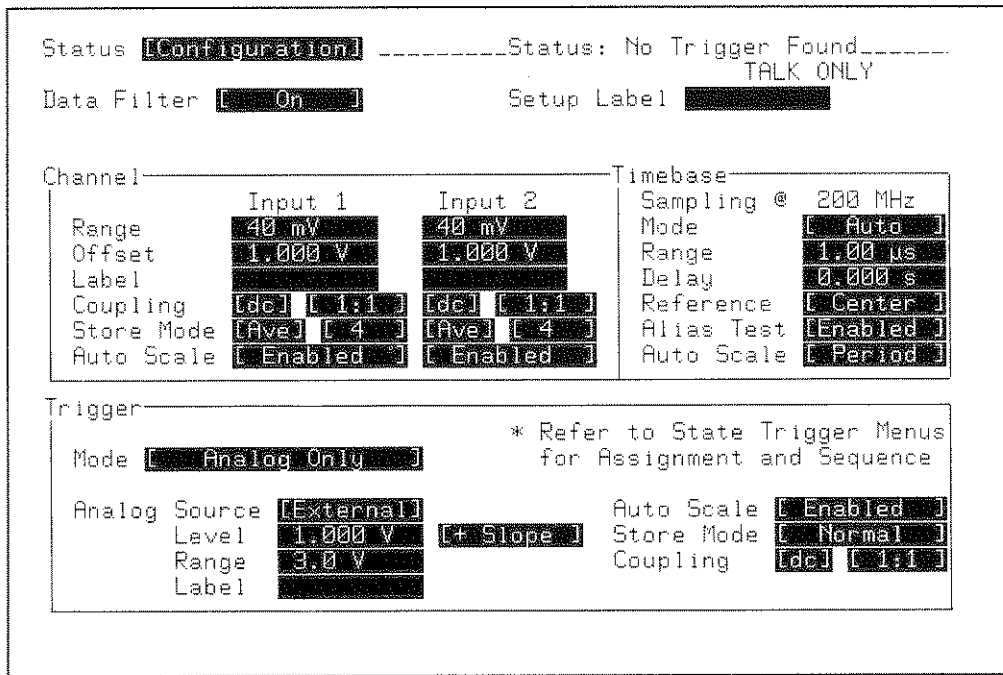 Status [Configuration] _________Status: No Trigger Found______
TALK ONLY
Data Filter [ On ] Setup Label
Channel
Input 1 Input 2
Range 40 mV 40 mV
Offset 1.000 V 1.000 V
Label
Coupling [dc] [ 1:1 ] [dc] [ 1:1 ]
Store Mode [Ave] [ 4 ] [Ave] [ 4 ]
Auto Scale [ Enabled ] [ Enabled ]
Timebase
Sampling @ 200 MHz
Mode [ Auto ]
Range 1.00 µs
Delay 0.000 s
Reference [ Center ]
Alias Test [Enabled]
Auto Scale [ Period ]
Trigger
* Refer to State Trigger Menus
for Assignment and Sequence
Mode [ Analog Only ]
Analog Source [External]
Level 1.000 V [+ Slope ]
Range 3.0 V
Label
Auto Scale [ Enabled ]
Store Mode [ Normal ]
Coupling [dc] [ 1:1 ]